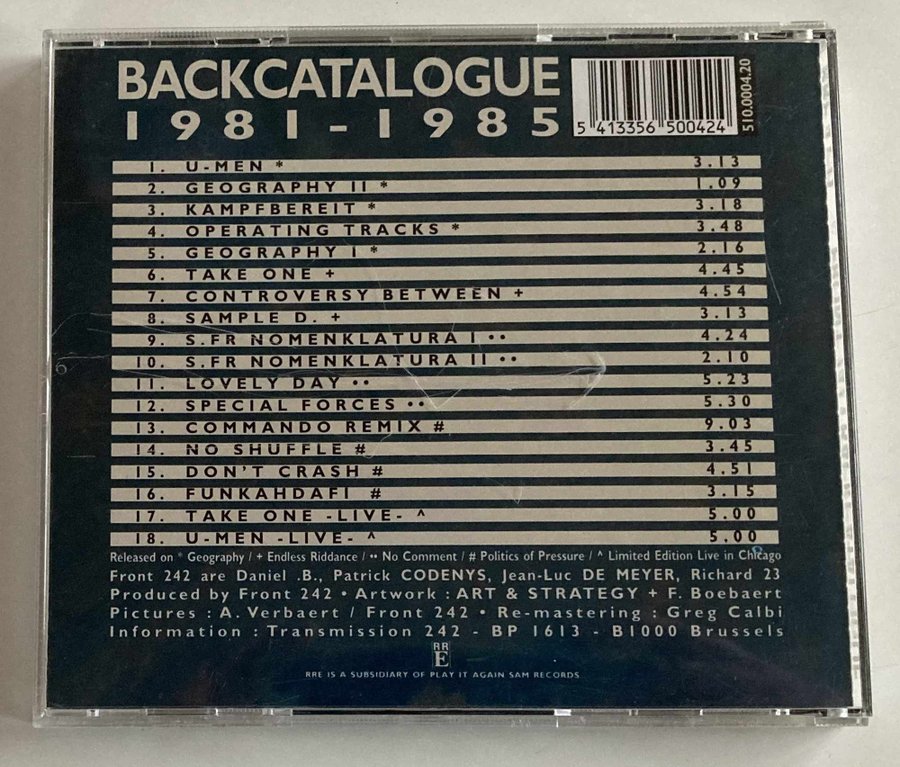 BACKCATALOGUE
1981-1985
5 413356 500424
510.0004.20
1. U-MEN * 3.13
2. GEOGRAPHY II * 1.09
3. KAMPFBEREIT * 3.18
4. OPERATING TRACKS * 3.48
5. GEOGRAPHY I * 2.16
6. TAKE ONE + 4.45
7. CONTROVERSY BETWEEN + 4.54
8. SAMPLE D. + 3.13
9. S.FR NOMENKLATURA I •• 4.24
10. S.FR NOMENKLATURA II •• 2.10
11. LOVELY DAY •• 5.23
12. SPECIAL FORCES •• 5.30
13. COMMANDO REMIX # 9.03
14. NO SHUFFLE # 3.45
15. DON'T CRASH # 4.51
16. FUNKAHDAFI # 3.15
17. TAKE ONE -LIVE- ^ 5.00
18. U-MEN -LIVE- ^ 5.00
Released on * Geography / + Endless Riddance / •• No Comment / # Politics of Pressure / ^ Limited Edition Live in Chicago
Front 242 are Daniel .B., Patrick CODENYS, Jean-Luc DE MEYER, Richard 23
Produced by Front 242 • Artwork : ART & STRATEGY + F. Boebaert
Pictures : A. Verbaert / Front 242 • Re-mastering : Greg Calbi
Information : Transmission 242 - BP 1613 - B1000 Brussels
RRE
RRE IS A SUBSIDIARY OF PLAY IT AGAIN SAM RECORDS